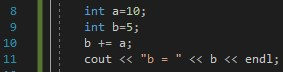 8 int a=10;
9 int b=5;
10 b += a;
11 cout << "b = " << b << endl;